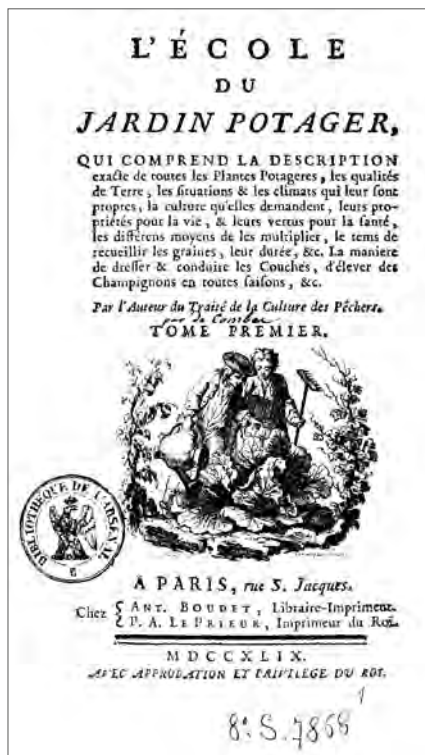 L'ÉCOLE
DU
JARDIN POTAGER,
QUI COMPREND LA DESCRIPTION
exacte de toutes les Plantes Potageres, les qualités
de Terre, les situations & les climats qui leur sont
propres, la culture qu'elles demandent, leurs pro-
priétés pour la vie, & leurs vertus pour la santé,
les différens moyens de les multiplier, le tems de
recueillir les graines, leur durée, &c. La maniere
de dresser & conduire les Couches, d'élever des
Champignons en toutes saisons, &c.
Par l'Auteur du Traité de la Culture des Pêchers.
par de Combes
TOME PREMIER.
BIBLIOTHÈQUE DE L'ARSENAL
A PARIS, rue S. Jacques.
Chez { ANT. BOUDET, Libraire-Imprimeur.
P. A. LE PRIEUR, Imprimeur du Roi.
MDCCXLIX.
AVEC APPROBATION ET PRIVILEGE DU ROI.
1
8º S. 7868